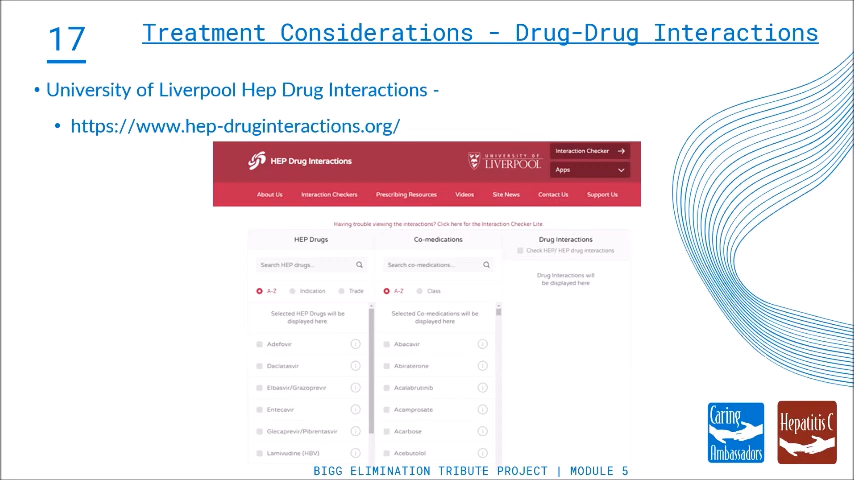 17
Treatment Considerations - Drug-Drug Interactions
• University of Liverpool Hep Drug Interactions -
• https://www.hep-druginteractions.org/
HEP Drug Interactions
UNIVERSITY OF
LIVERPOOL
Interaction Checker
Apps
About Us Interaction Checkers Prescribing Resources Videos Site News Contact Us Support Us
Having trouble viewing the interactions? Click here for the Interaction Checker Lite.
HEP Drugs Co-medications Drug Interactions
Check HEP/ HEP drug interactions
Search HEP drugs... Search co-medications...
Drug Interactions will
be displayed here
A-Z Indication Trade A-Z Class
Selected HEP Drugs will be
displayed here.
Selected Co-medications will be
displayed here.
Adefovir Abacavir
Daclatasvir Abiraterone
Elbasvir/Grazoprevir Acalabrutinib
Entecavir Acamprosate
Glecaprevir/Pibrentasvir Acarbose
Lamivudine (HBV) Acebutolol
Caring
Ambassadors
Hepatitis C
BIGG ELIMINATION TRIBUTE PROJECT | MODULE 5